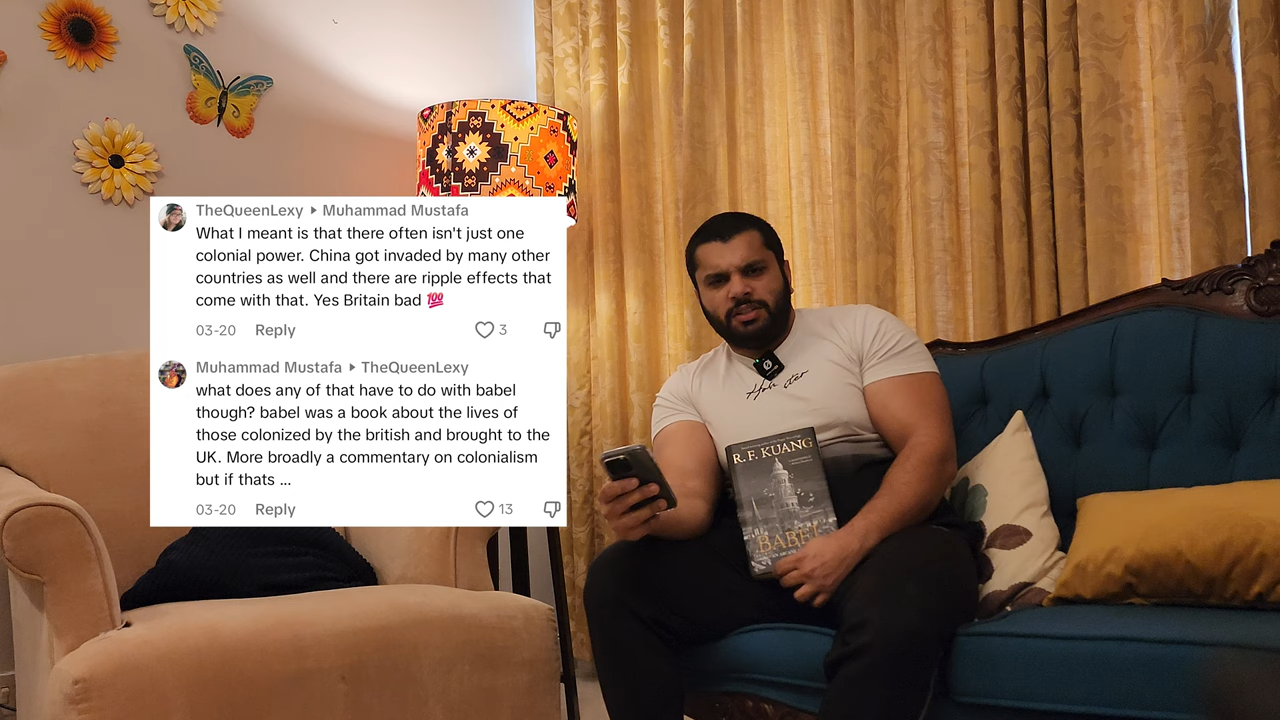 TheQueenLexy ▸ Muhammad Mustafa
What I meant is that there often isn't just one
colonial power. China got invaded by many other
countries as well and there are ripple effects that
come with that. Yes Britain bad 💯
03-20 Reply 3
Muhammad Mustafa ▸ TheQueenLexy
what does any of that have to do with babel
though? babel was a book about the lives of
those colonized by the british and brought to the
UK. More broadly a commentary on colonialism
but if thats ...
03-20 Reply 13
R. F. KUANG
BABEL